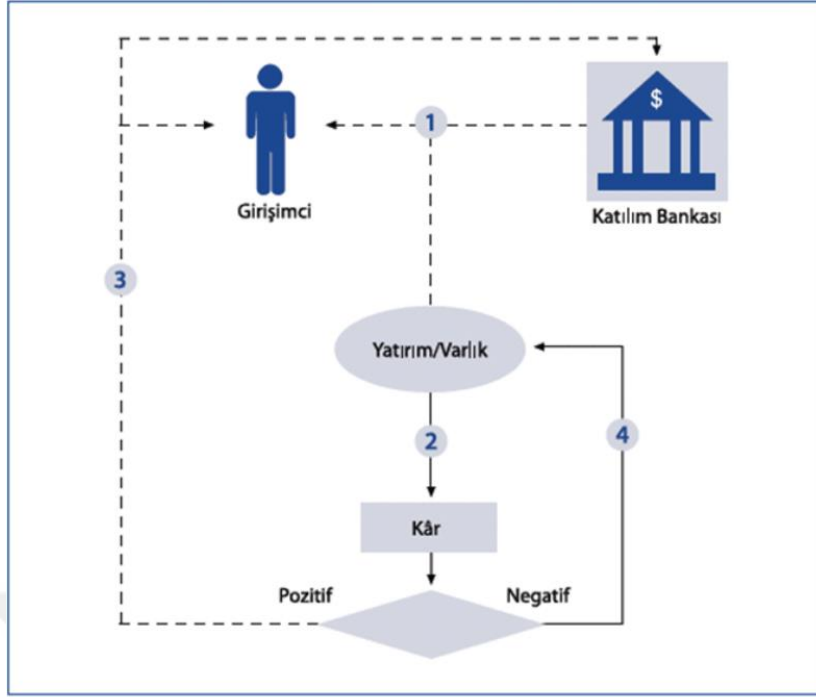 $
1
Girişimci
Katılım Bankası
3
Yatırım/Varlık
2
4
Kâr
Pozitif
Negatif